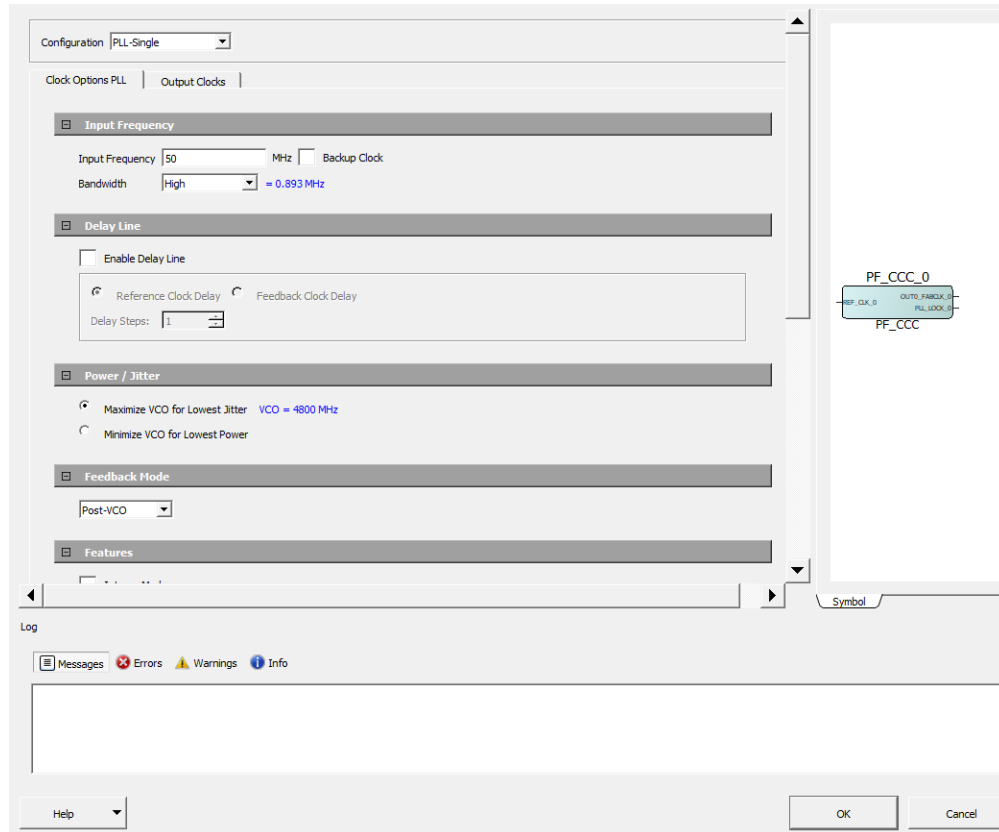 Configuration PLL-Single
Clock Options PLL Output Clocks
Input Frequency
Input Frequency 50 MHz Backup Clock
Bandwidth High = 0.893 MHz
Delay Line
Enable Delay Line
Reference Clock Delay Feedback Clock Delay
Delay Steps: 1
Power / Jitter
Maximize VCO for Lowest Jitter VCO = 4800 MHz
Minimize VCO for Lowest Power
Feedback Mode
Post-VCO
Features
PF_CCC_0
REF_CLK_0 OUT0_FABCLK_0
PLL_LOCK_0
PF_CCC
Symbol
Log
Messages Errors Warnings Info
Help OK Cancel